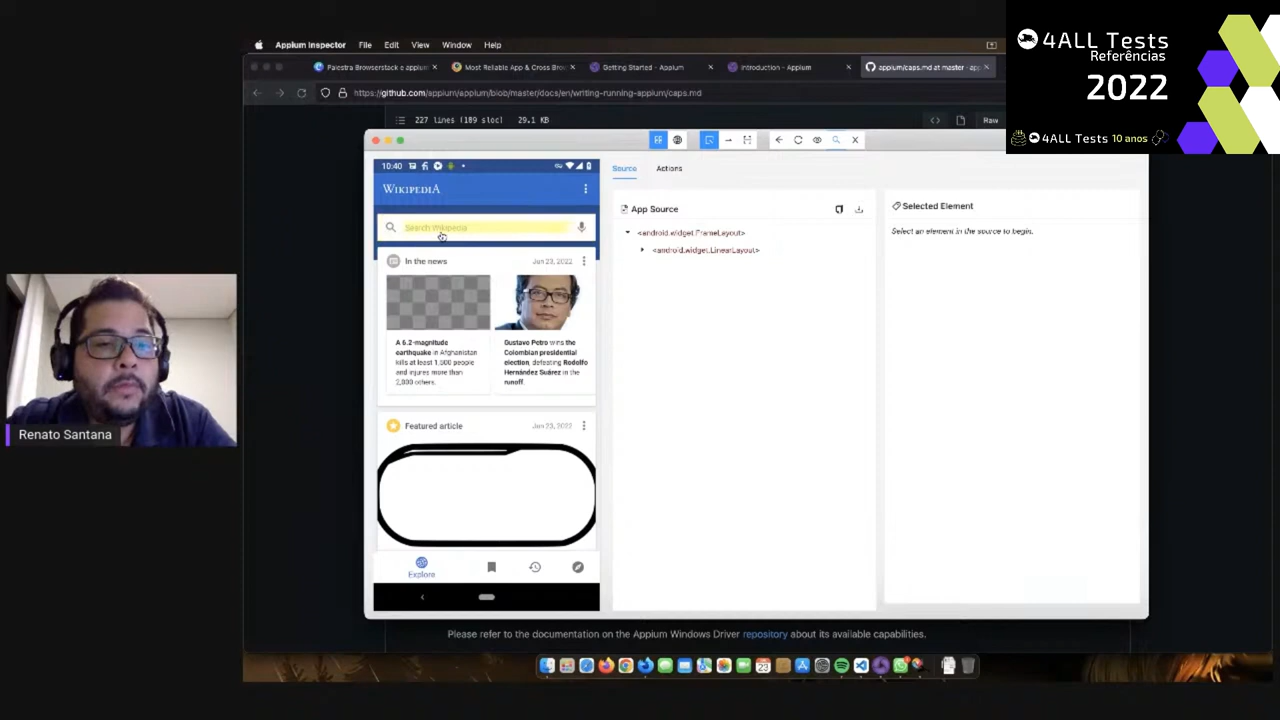 4ALL Tests
Referências
2022
4ALL Tests 10 anos
Appium Inspector File Edit View Window Help
Palestra Browserstack e appium
Most Reliable App & Cross Brow
Getting Started - Appium
Introduction - Appium
appium/caps.md at master · app
https://github.com/appium/appium/blob/master/docs/en/writing-running-appium/caps.md
227 lines (189 sloc) 29.1 KB
Raw
10:40
WIKIPEDIA
Search Wikipedia
In the news
Jun 23, 2022
A 6.2-magnitude
earthquake in Afghanistan
kills at least 1,500 people
and injures more than
2,000 others.
Gustavo Petro wins the
Colombian presidential
election, defeating Rodolfo
Hernández Suárez in the
runoff.
Featured article
Jun 23, 2022
Explore
Source Actions
App Source
<android.widget.FrameLayout>
<android.widget.LinearLayout>
Selected Element
Select an element in the source to begin.
Renato Santana
Please refer to the documentation on the Appium Windows Driver repository about its available capabilities.
23